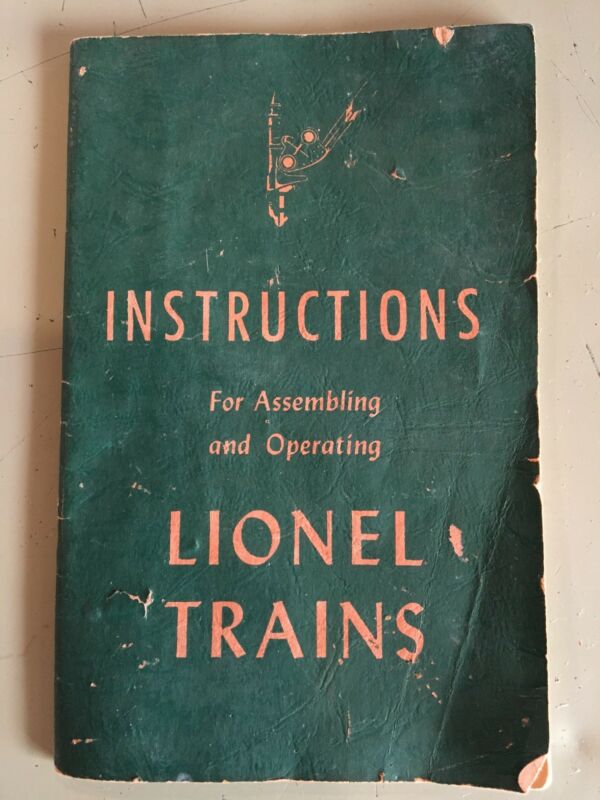 INSTRUCTIONS
For Assembling
and Operating
LIONEL
TRAINS